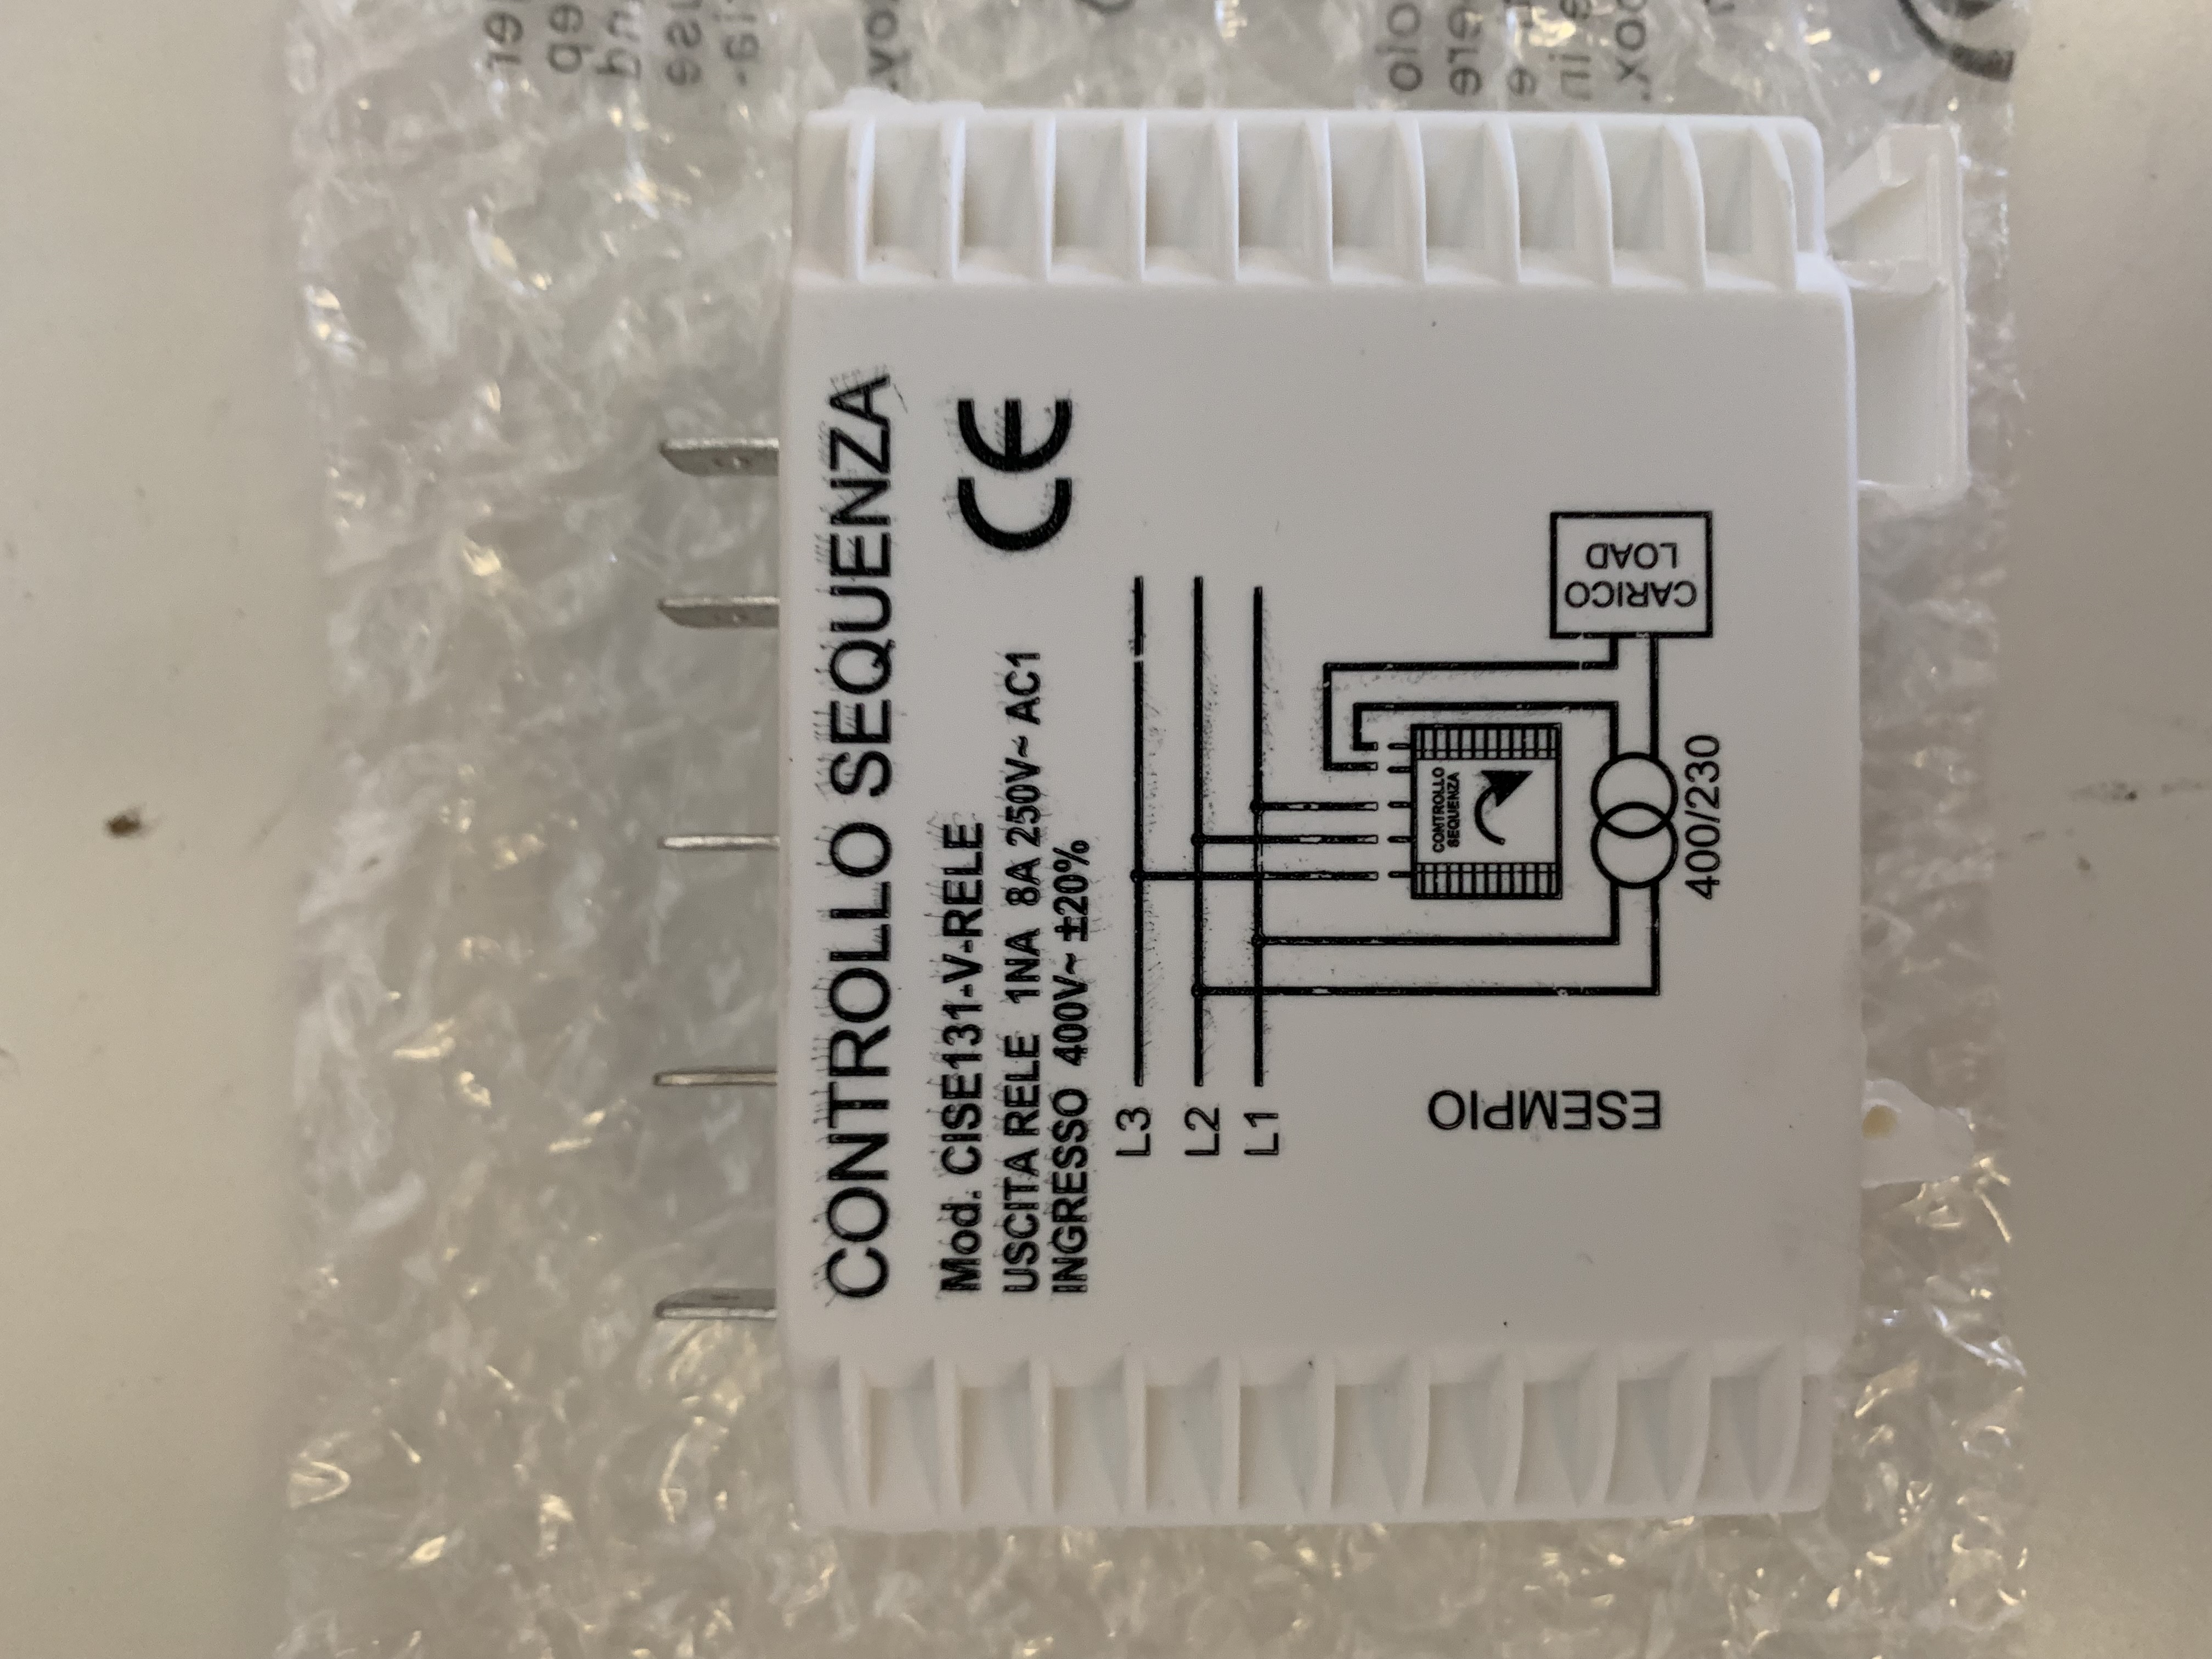 CONTROLLO SEQUENZA
Mod. CISE131-V-RELE
CE
USCITA RELE 1NA 8A 250V~ AC1
INGRESSO 400V~ ±20%
L3
L2
L1
CONTROLLO
SEQUENZA
400/230
CARICO
LOAD
ESEMPIO